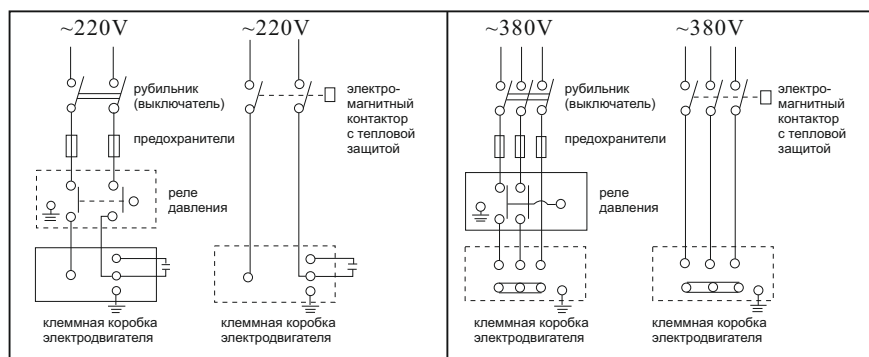 ~220V
~220V
рубильник
(выключатель)
предохранители
реле
давления
электро-
магнитный
контактор
с тепловой
защитой
клеммная коробка
электродвигателя
клеммная коробка
электродвигателя
~380V
~380V
рубильник
(выключатель)
предохранители
реле
давления
электро-
магнитный
контактор
с тепловой
защитой
клеммная коробка
электродвигателя
клеммная коробка
электродвигателя